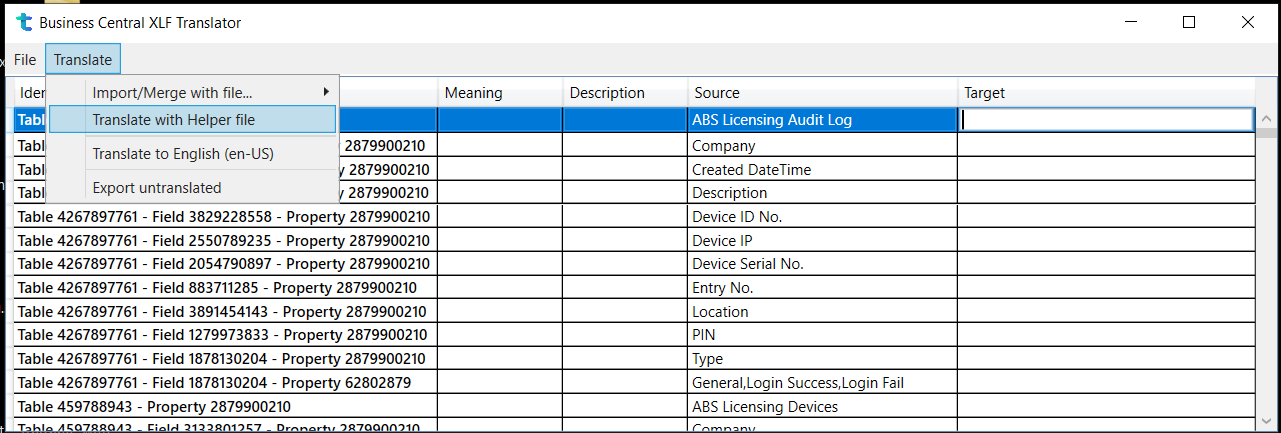 Business Central XLF Translator
File Translate
Iden Meaning Description Source Target
Import/Merge with file...
Translate with Helper file
Translate to English (en-US)
Export untranslated
Tabl ABS Licensing Audit Log
Tabl y 2879900210 Company
Tabl y 2879900210 Created DateTime
Tabl y 2879900210 Description
Table 4267897761 - Field 3829228558 - Property 2879900210 Device ID No.
Table 4267897761 - Field 2550789235 - Property 2879900210 Device IP
Table 4267897761 - Field 2054790897 - Property 2879900210 Device Serial No.
Table 4267897761 - Field 883711285 - Property 2879900210 Entry No.
Table 4267897761 - Field 3891454143 - Property 2879900210 Location
Table 4267897761 - Field 1279973833 - Property 2879900210 PIN
Table 4267897761 - Field 1878130204 - Property 2879900210 Type
Table 4267897761 - Field 1878130204 - Property 62802879 General,Login Success,Login Fail
Table 459788943 - Property 2879900210 ABS Licensing Devices
Table 459788943 - Field 3133801257 - Property 2879900210 Company